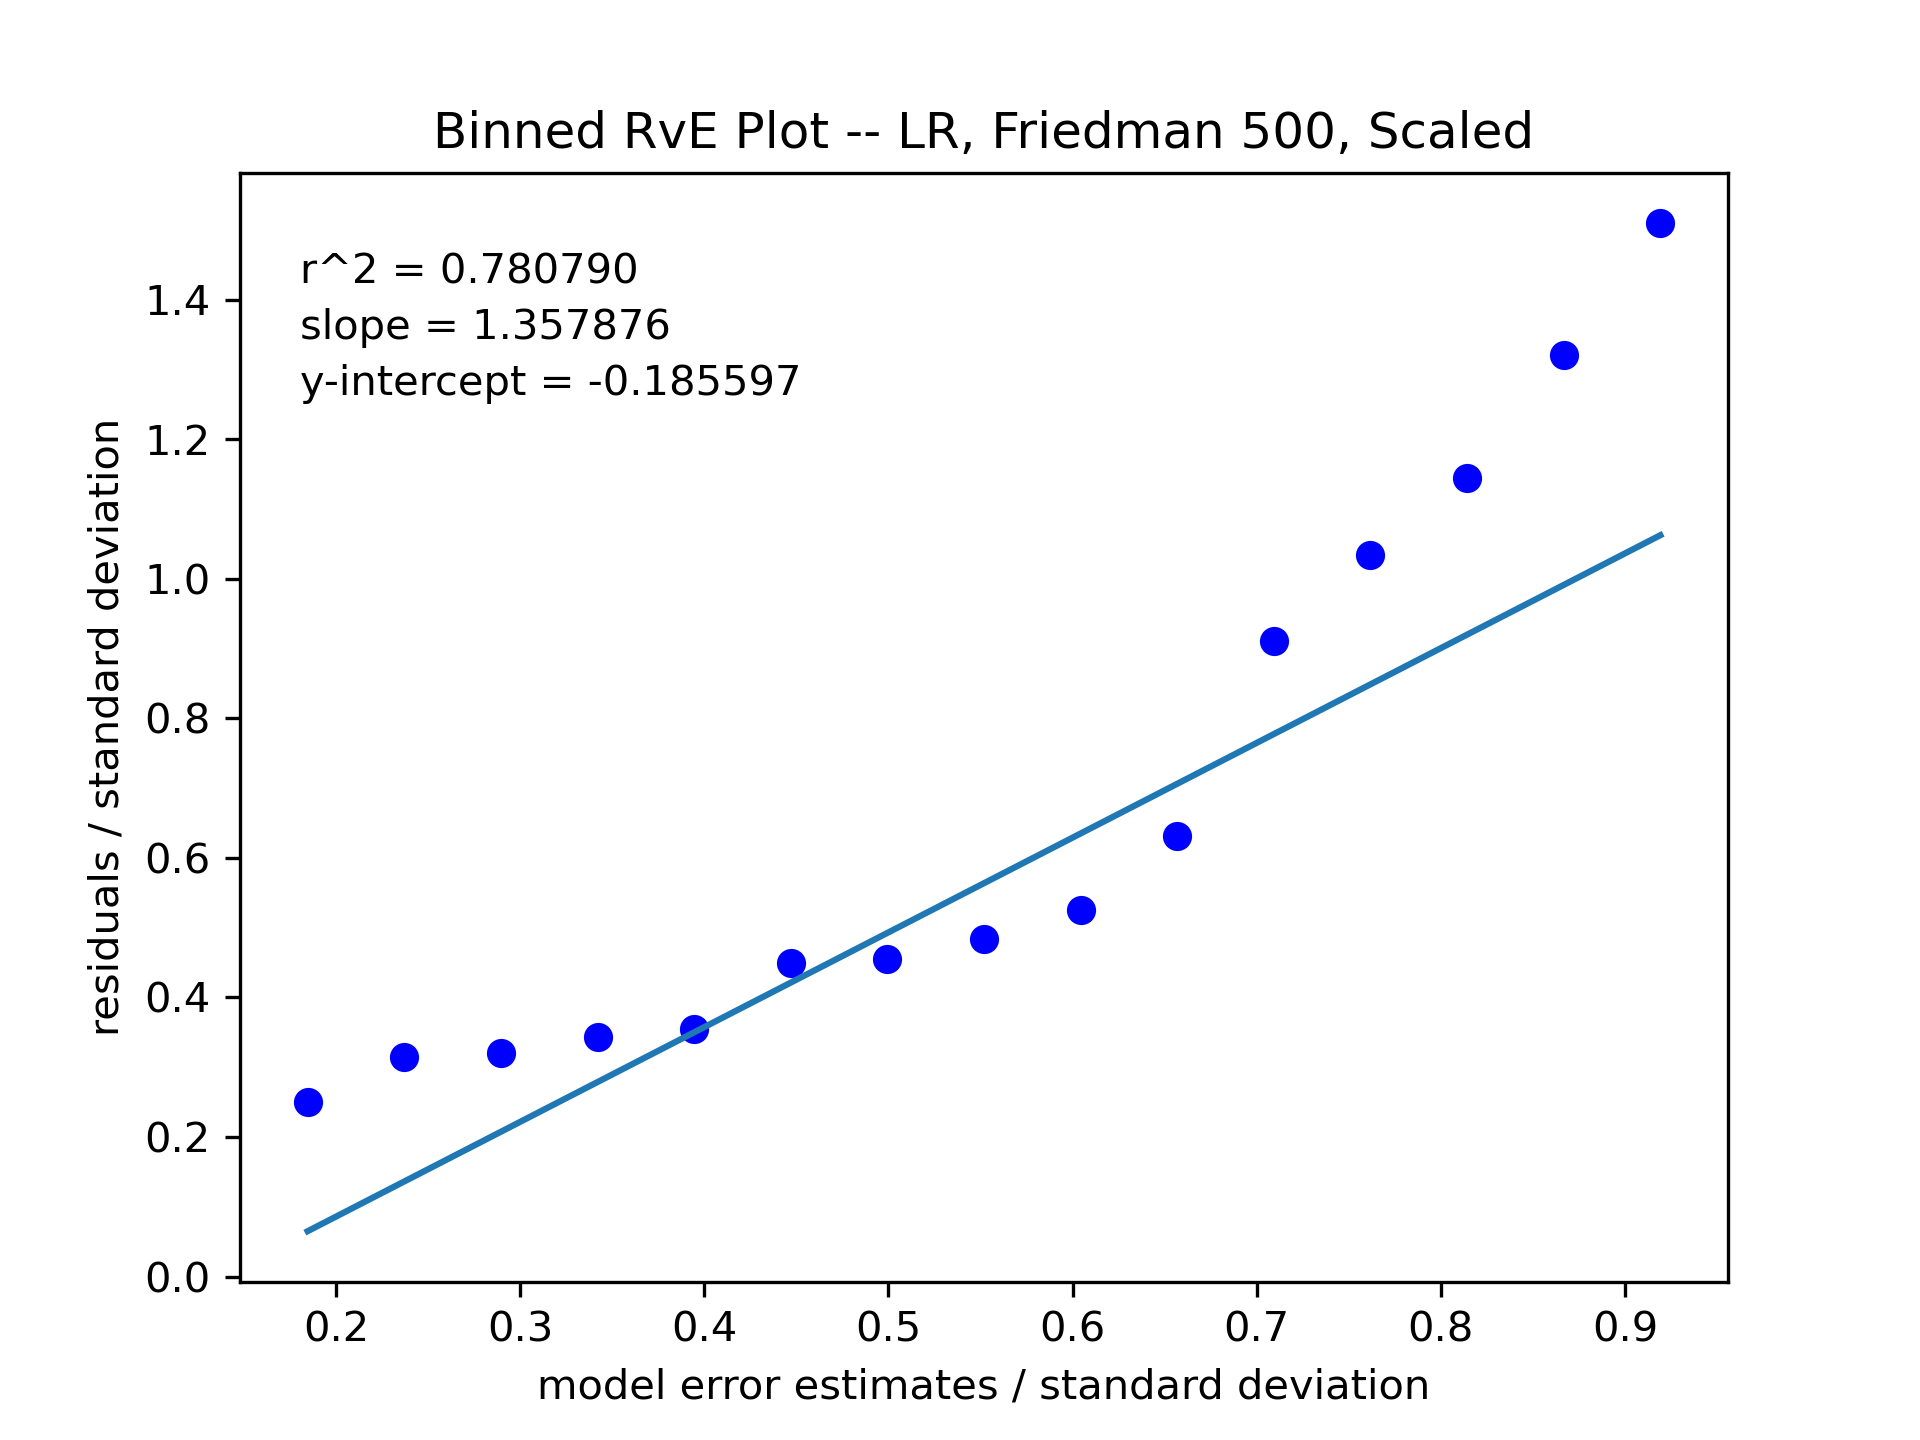 Binned RvE Plot -- LR, Friedman 500, Scaled
r^2 = 0.780790
slope = 1.357876
y-intercept = -0.185597
residuals / standard deviation
1.4
1.2
1.0
0.8
0.6
0.4
0.2
0.0
0.2 0.3 0.4 0.5 0.6 0.7 0.8 0.9
model error estimates / standard deviation